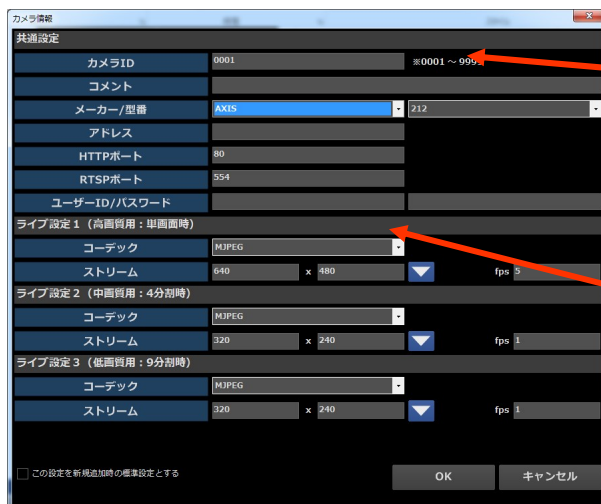 カメラ情報
共通設定
カメラID 0001 ※0001 ~ 999
コメント
メーカー/型番 AXIS 212
アドレス
HTTPポート 80
RTSPポート 554
ユーザーID/パスワード
ライブ設定1 (高画質用:単画面時)
コーデック MJPEG
ストリーム 640 x 480 fps 5
ライブ設定2 (中画質用:4分割時)
コーデック MJPEG
ストリーム 320 x 240 fps 1
ライブ設定3 (低画質用:9分割時)
コーデック MJPEG
ストリーム 320 x 240 fps 1
この設定を新規追加時の標準設定とする
OK キャンセル